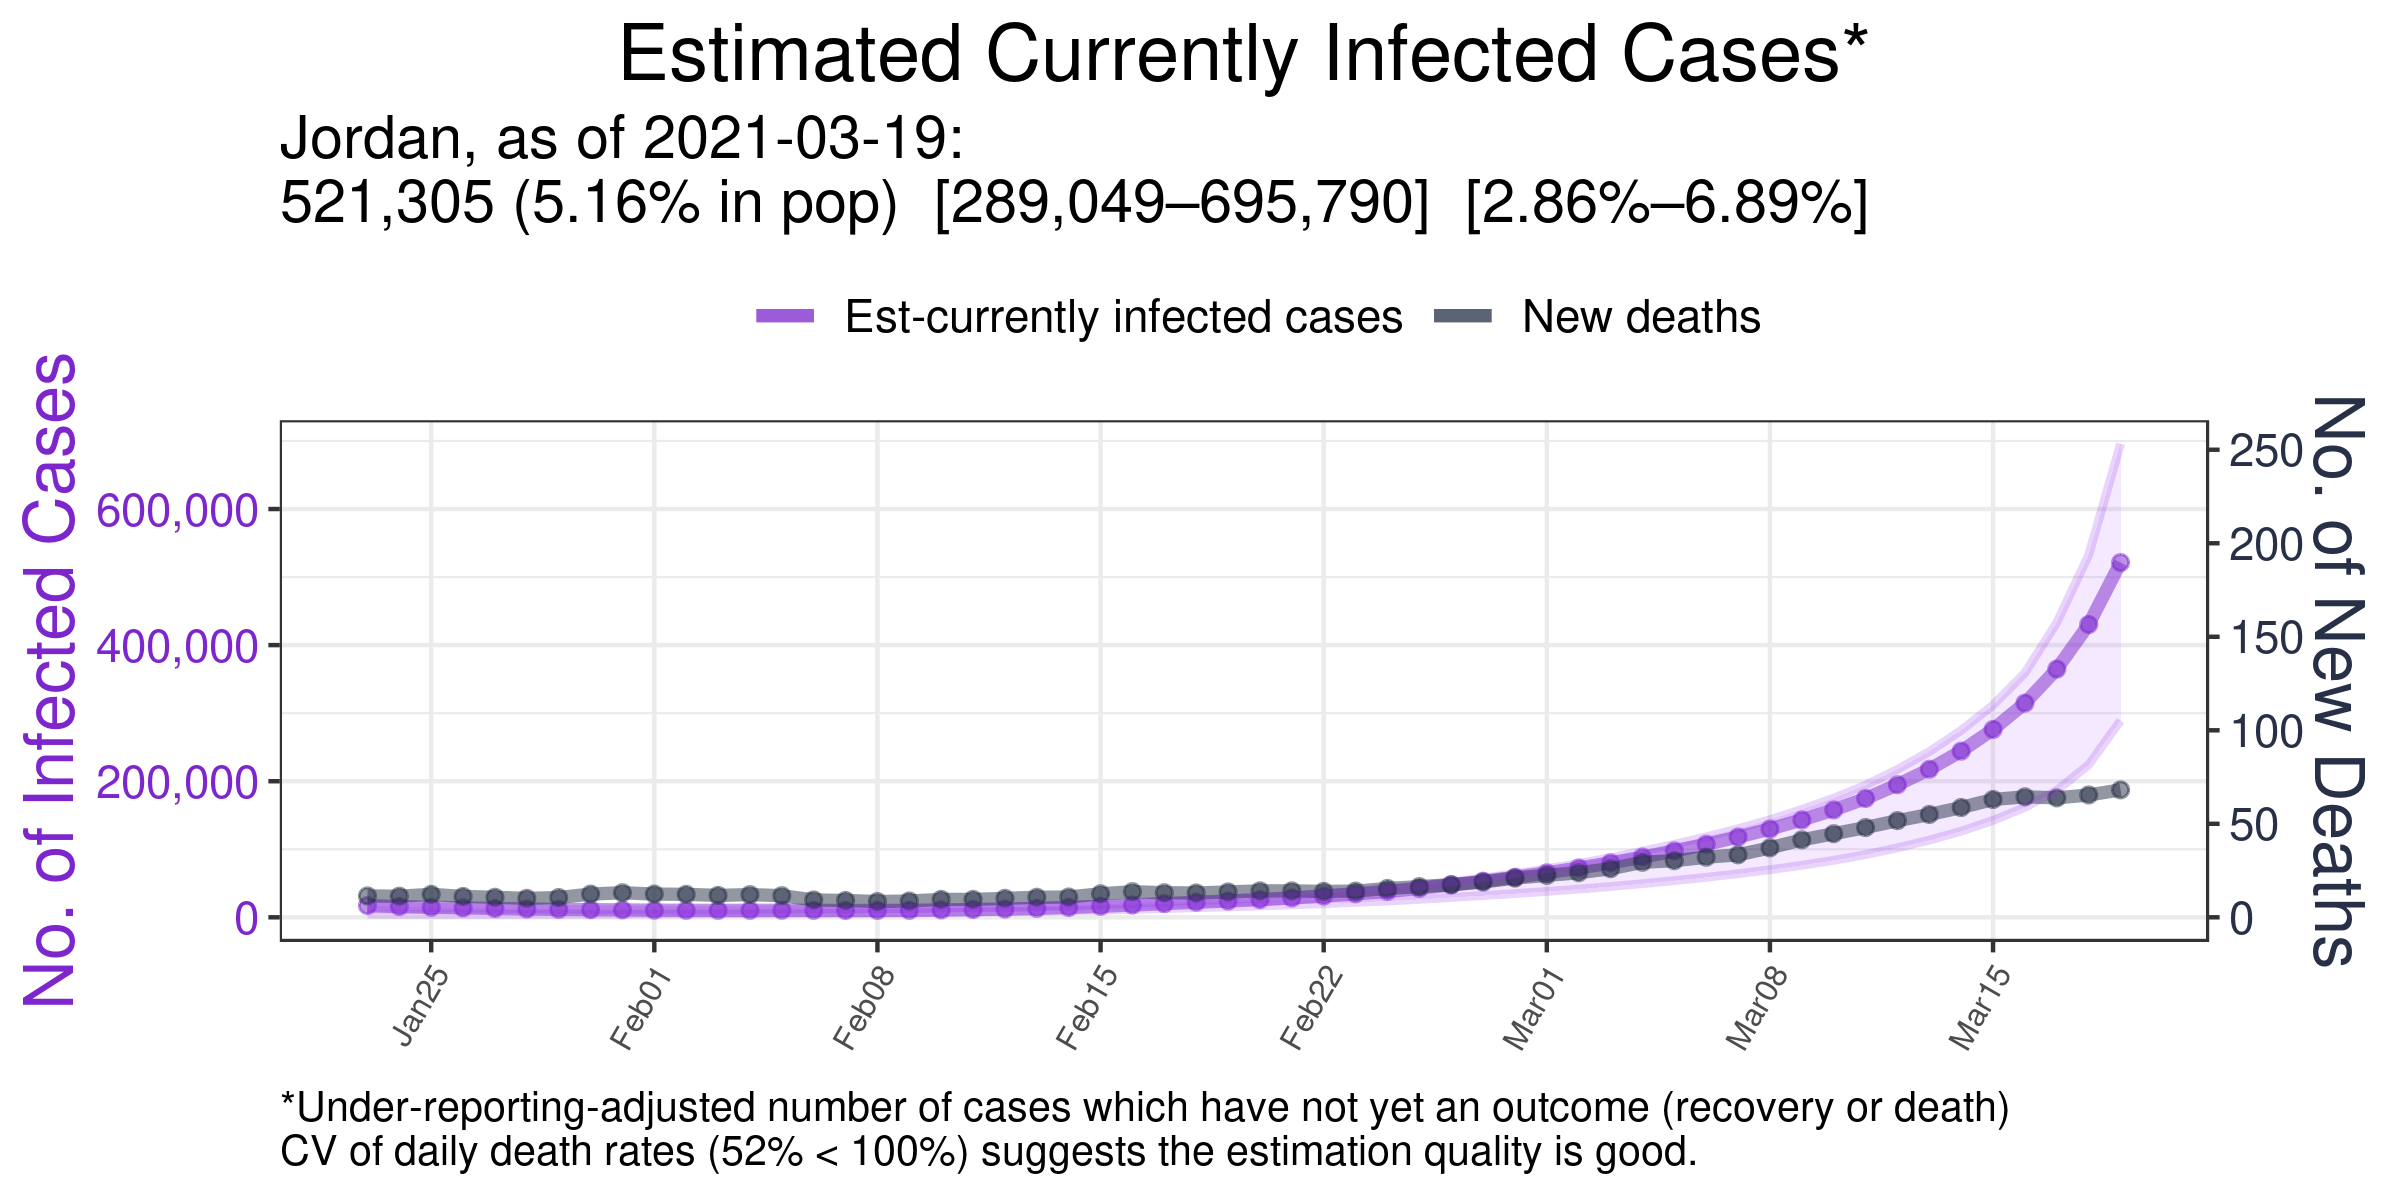 Estimated Currently Infected Cases*
Jordan, as of 2021-03-19:
521,305 (5.16% in pop) [289,049–695,790] [2.86%–6.89%]
Est-currently infected cases
New deaths
No. of Infected Cases
600,000
400,000
200,000
0
250
200
150
100
50
0
No. of New Deaths
Jan25
Feb01
Feb08
Feb15
Feb22
Mar01
Mar08
Mar15
*Under-reporting-adjusted number of cases which have not yet an outcome (recovery or death)
CV of daily death rates (52% < 100%) suggests the estimation quality is good.